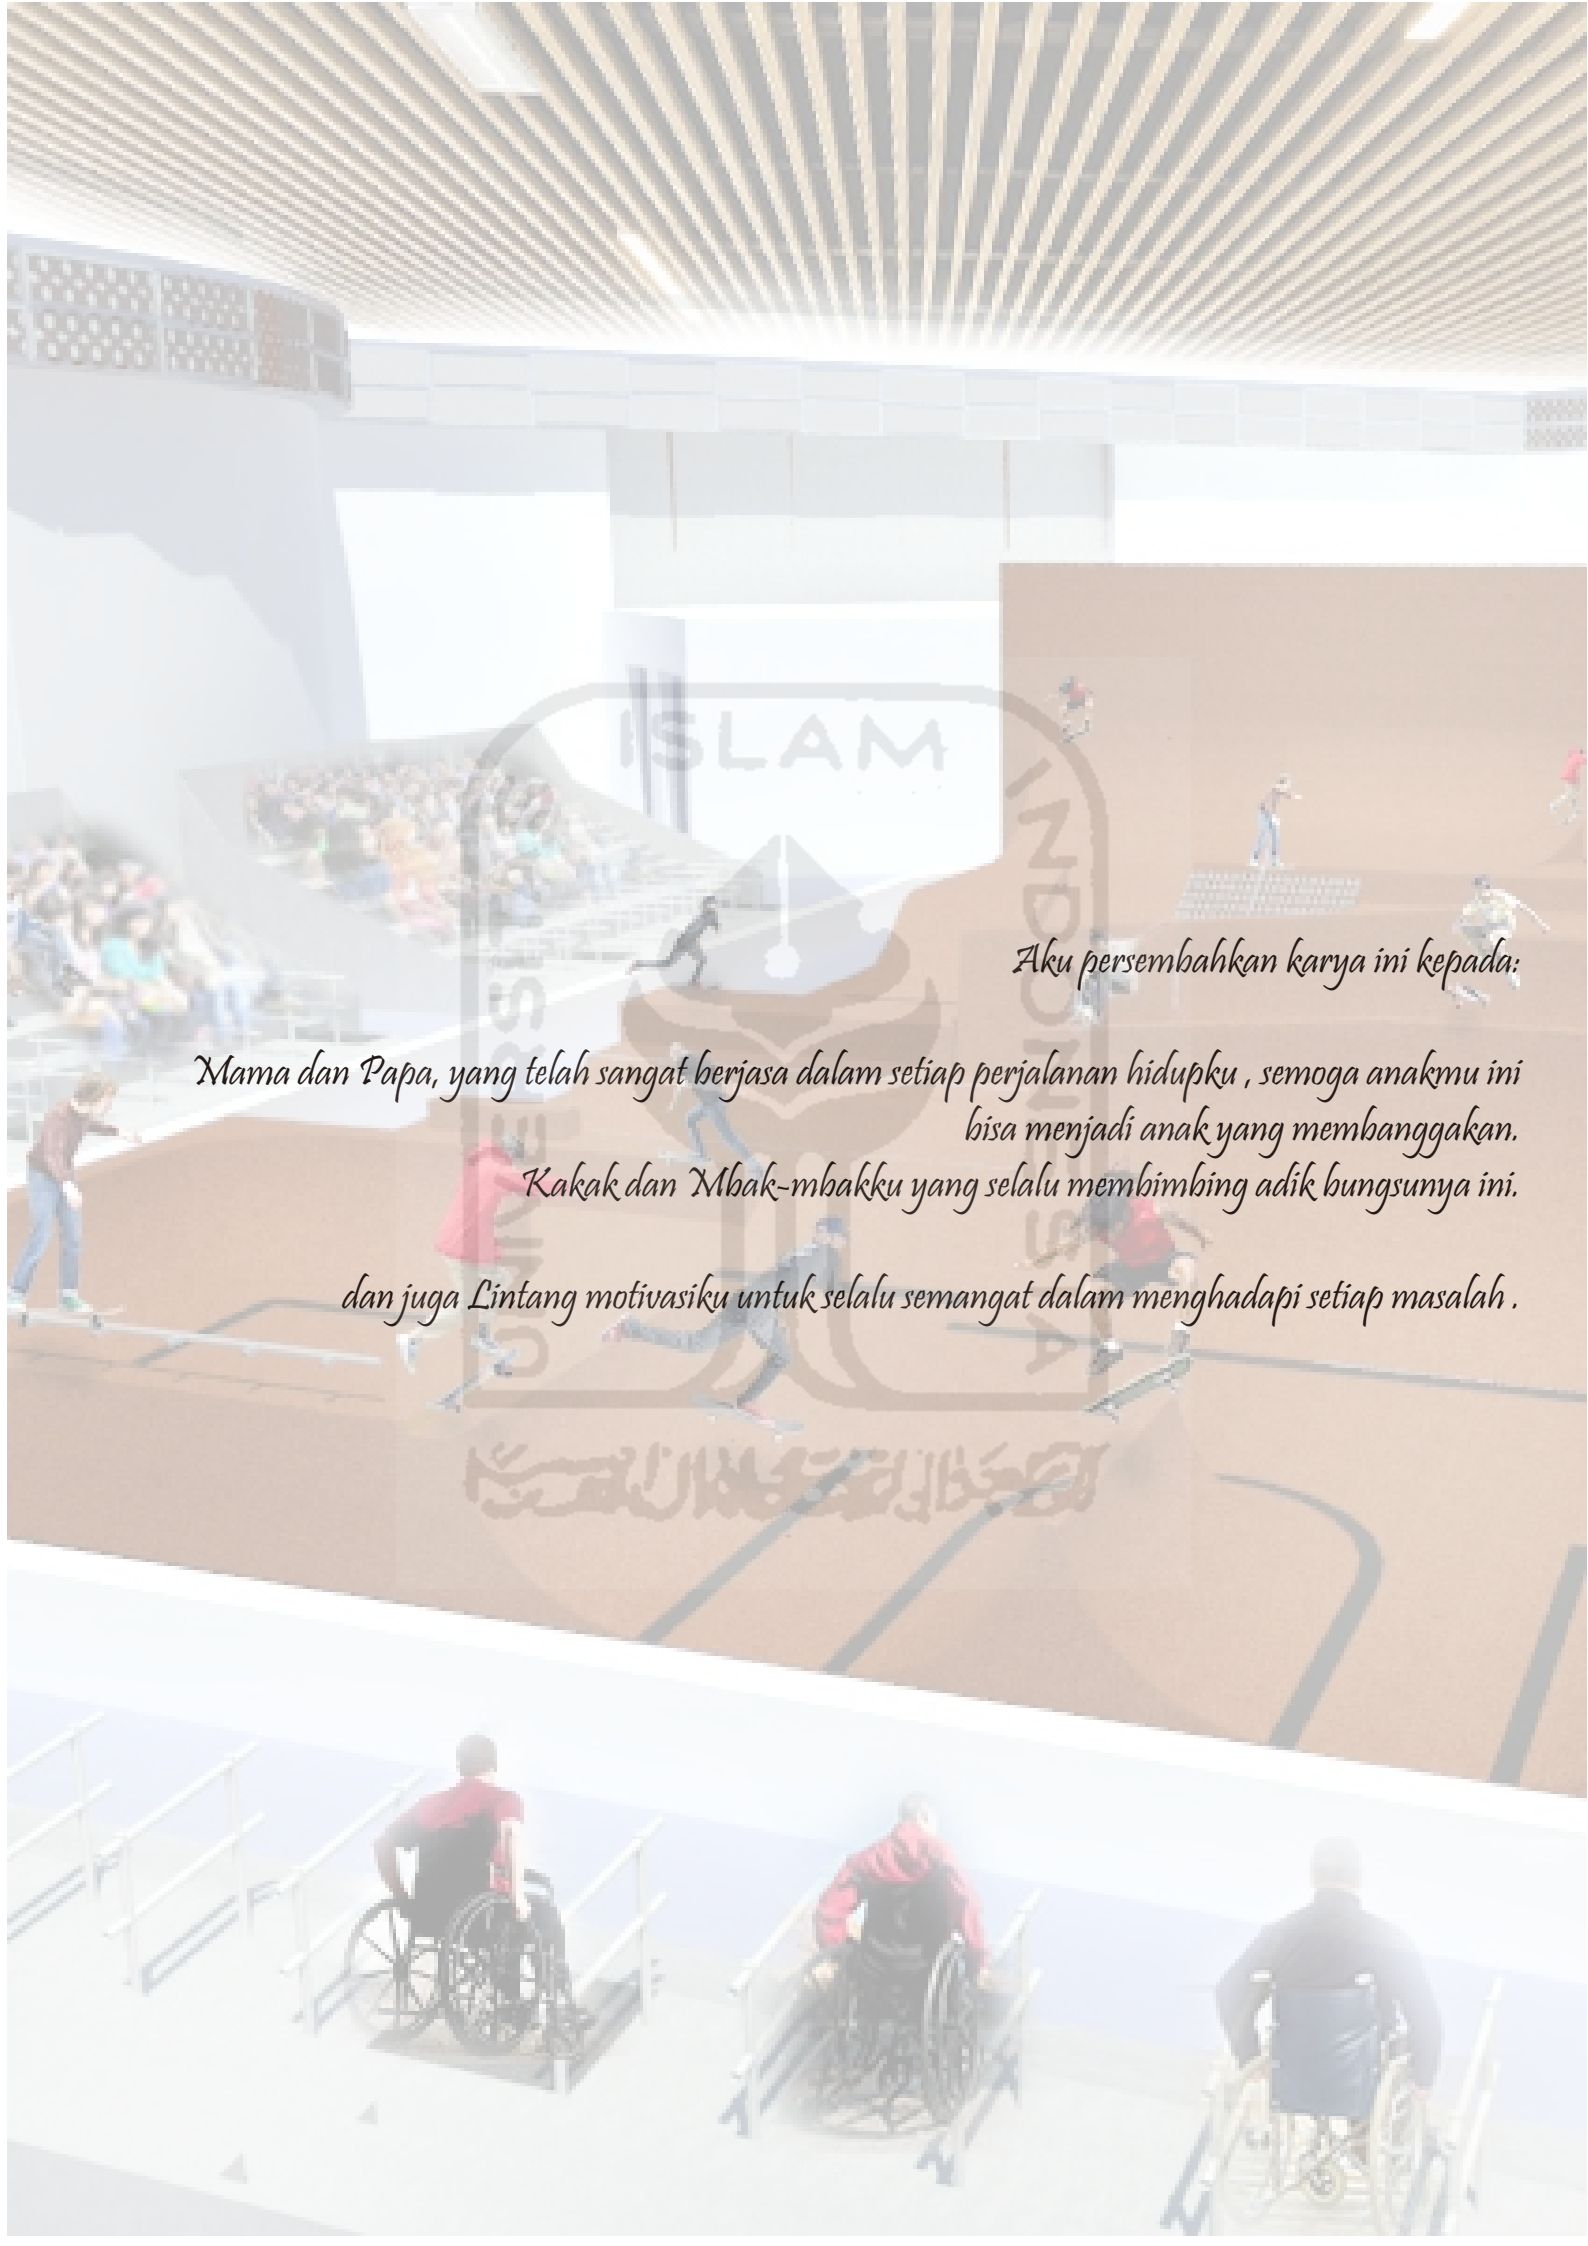 ISLAM
UNIVERSITAS
INDONESIA
Aku persembahkan karya ini kepada:
Mama dan Papa, yang telah sangat berjasa dalam setiap perjalanan hidupku , semoga anakmu ini
bisa menjadi anak yang membanggakan.
Kakak dan Mbak-mbakku yang selalu membimbing adik bungsunya ini.
dan juga Lintang motivasiku untuk selalu semangat dalam menghadapi setiap masalah .